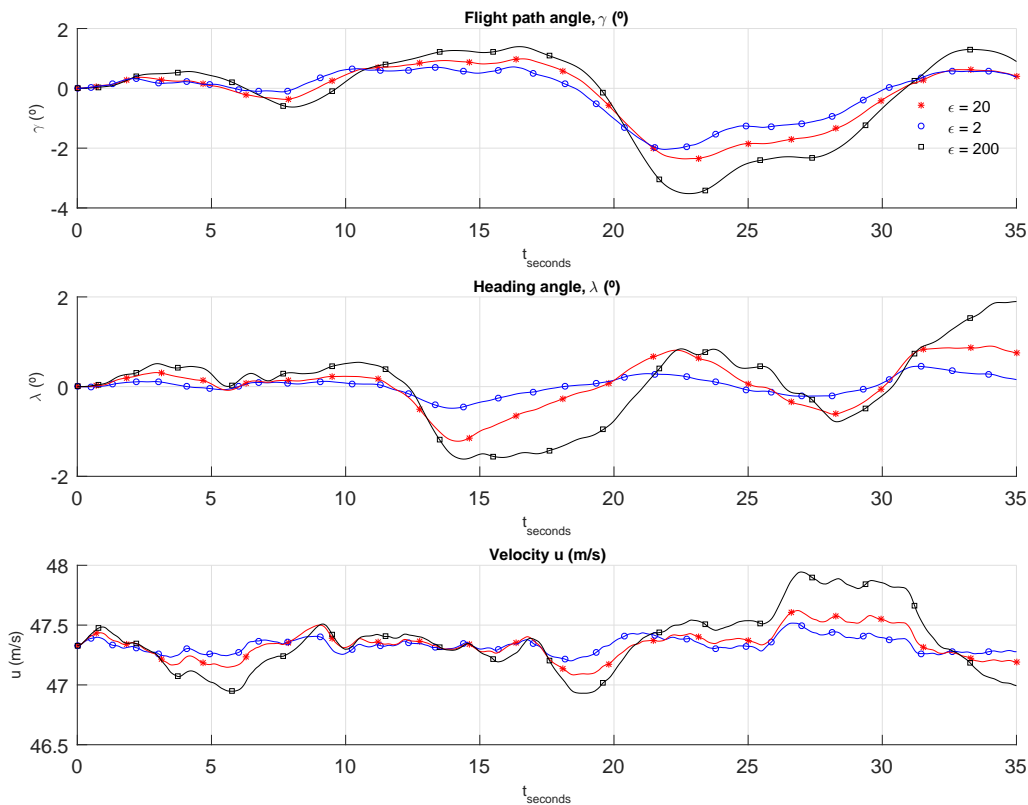 Flight path angle, γ (º)
2
0
-2
-4
γ (º)
ϵ = 20
ϵ = 2
ϵ = 200
0 5 10 15 20 25 30 35
t_seconds
Heading angle, λ (º)
2
0
-2
λ (º)
0 5 10 15 20 25 30 35
t_seconds
Velocity u (m/s)
48
47.5
47
46.5
u (m/s)
0 5 10 15 20 25 30 35
t_seconds